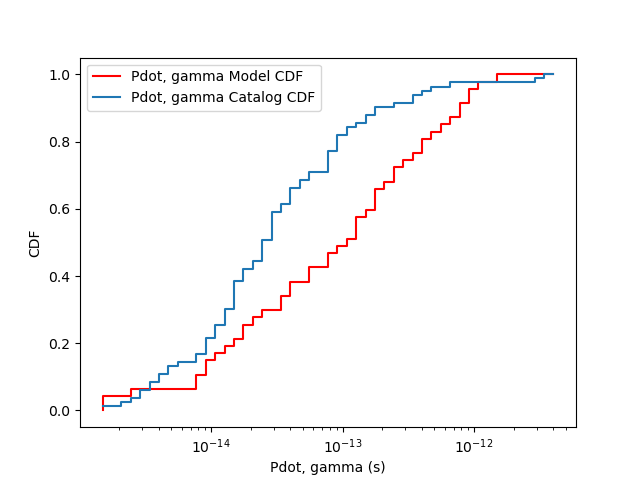 Pdot, gamma Model CDF
Pdot, gamma Catalog CDF
1.0
0.8
0.6
0.4
0.2
0.0
CDF
10⁻¹⁴ 10⁻¹³ 10⁻¹²
Pdot, gamma (s)